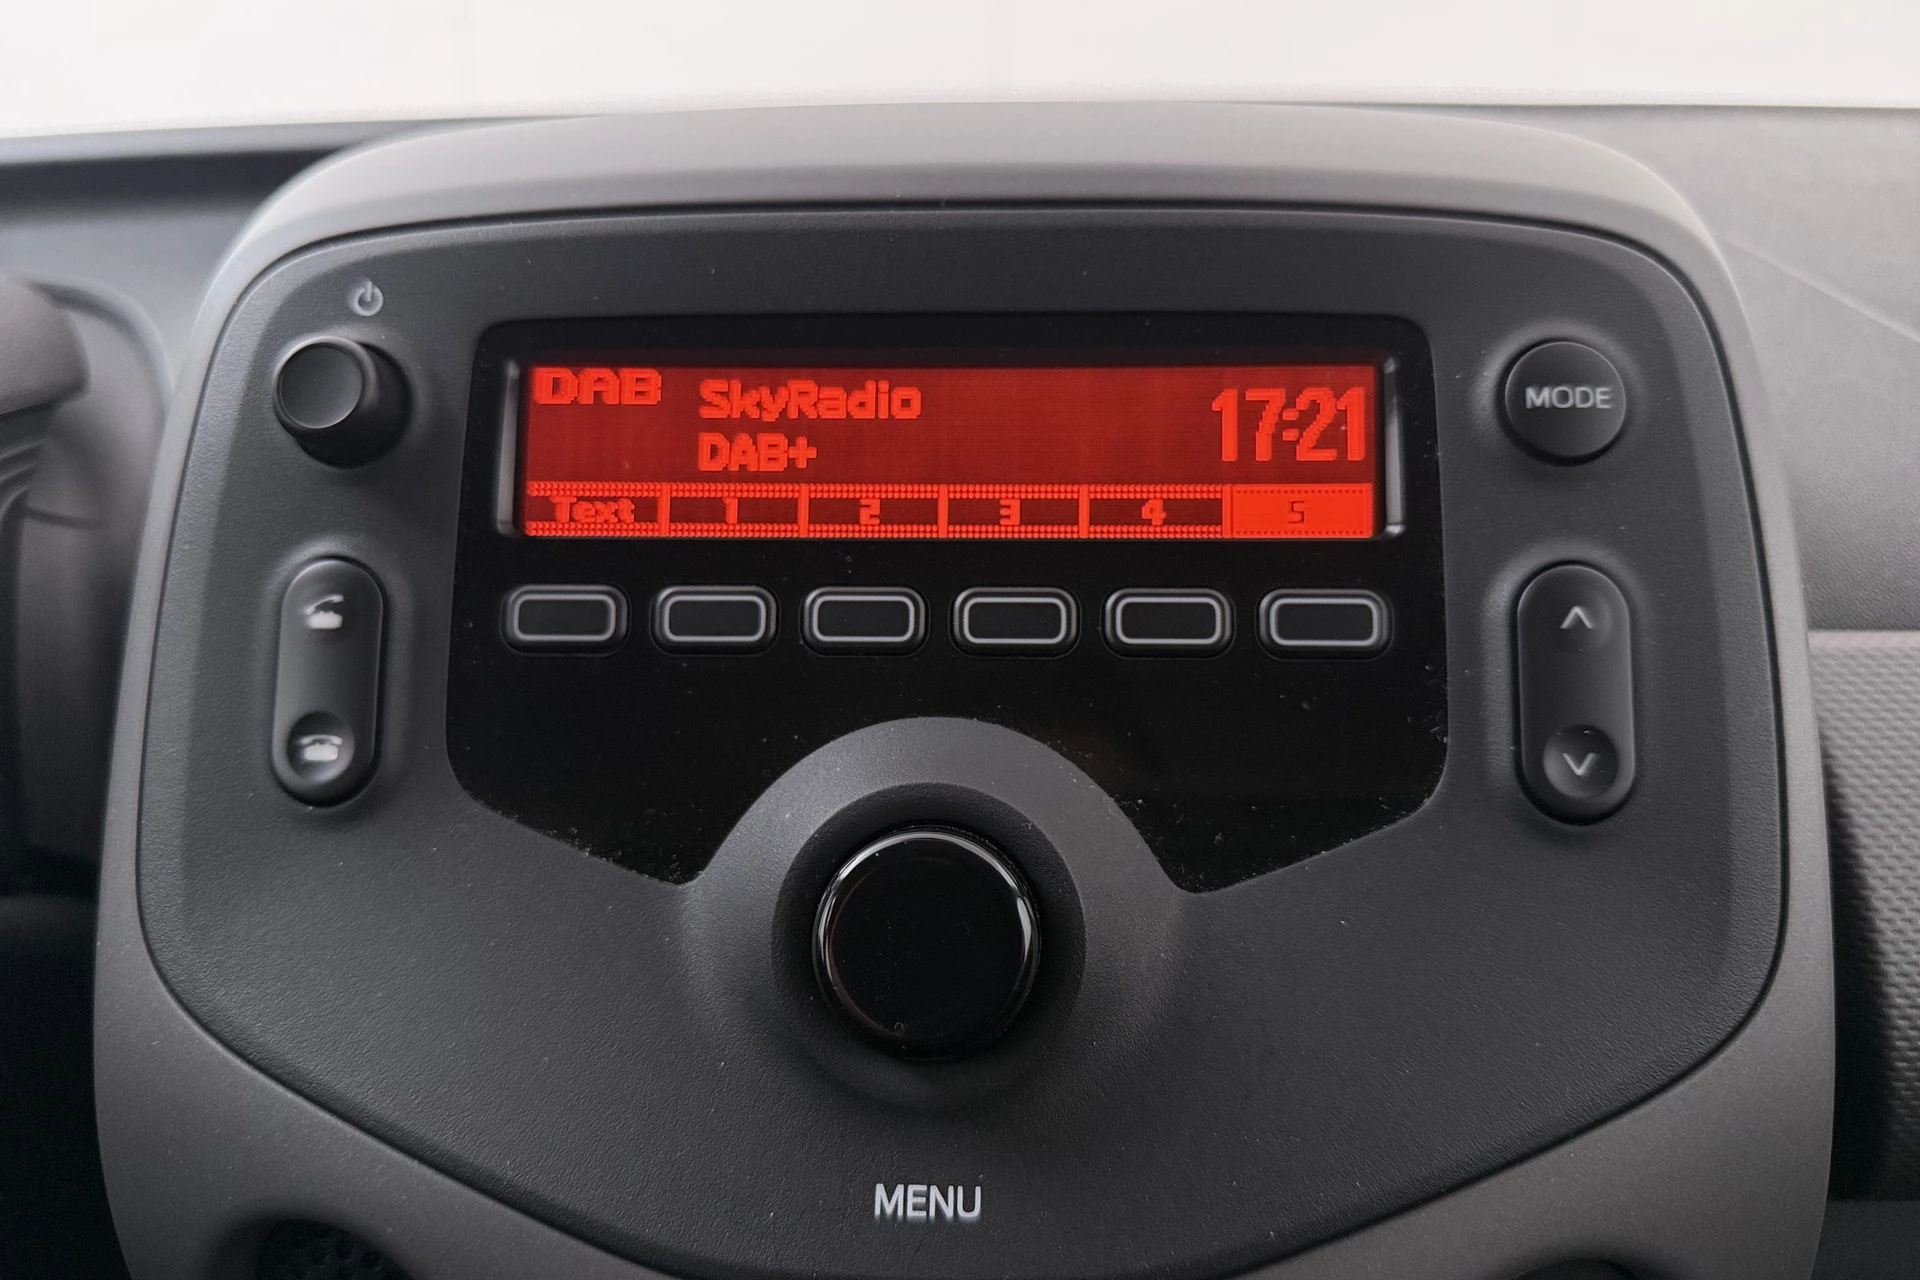 DAB SkyRadio 17:21
DAB+
Text 1 2 3 4 5
MODE
MENU